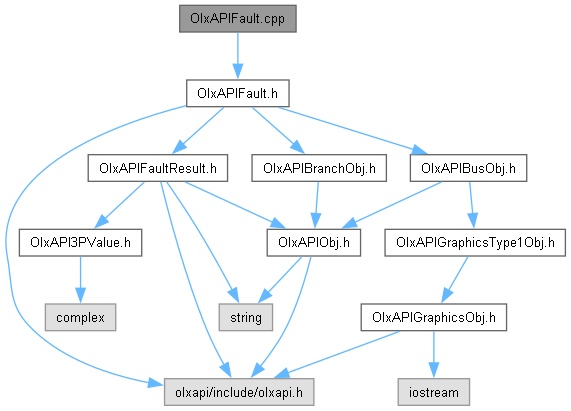 OlxAPIFault.cpp
OlxAPIFault.h
OlxAPIFaultResult.h
OlxAPIBranchObj.h
OlxAPIBusObj.h
OlxAPI3PValue.h
OlxAPIObj.h
OlxAPIGraphicsType1Obj.h
complex
string
OlxAPIGraphicsObj.h
olxapi/include/olxapi.h
iostream